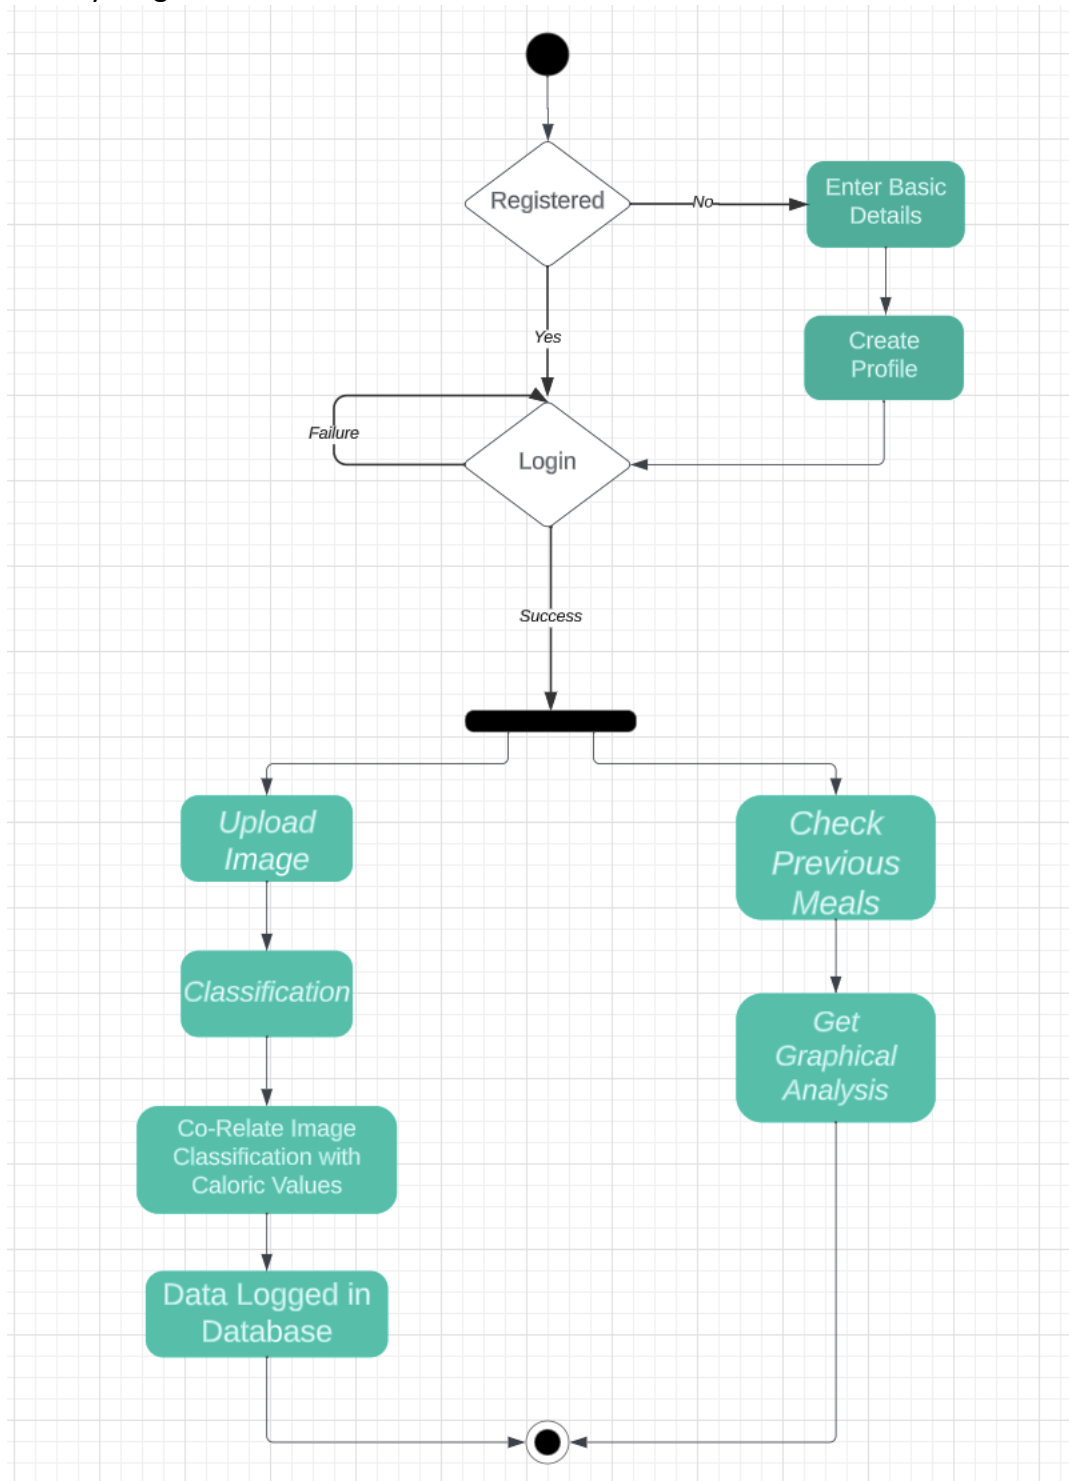 Registered
No
Enter Basic
Details
Yes
Create
Profile
Failure
Login
Success
Upload
Image
Check
Previous
Meals
Classification
Get
Graphical
Analysis
Co-Relate Image
Classification with
Caloric Values
Data Logged in
Database